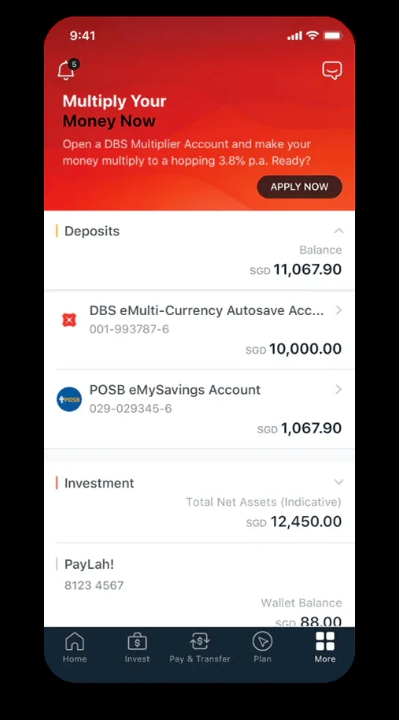 9:41
5
Multiply Your
Money Now
Open a DBS Multiplier Account and make your
money multiply to a hopping 3.8% p.a. Ready?
APPLY NOW
Deposits
Balance
SGD 11,067.90
DBS eMulti-Currency Autosave Acc...
001-993787-6
SGD 10,000.00
POSB
POSB eMySavings Account
029-029345-6
SGD 1,067.90
Investment
Total Net Assets (Indicative)
SGD 12,450.00
PayLah!
8123 4567
Wallet Balance
SGD 88.00
Home Invest Pay & Transfer Plan More